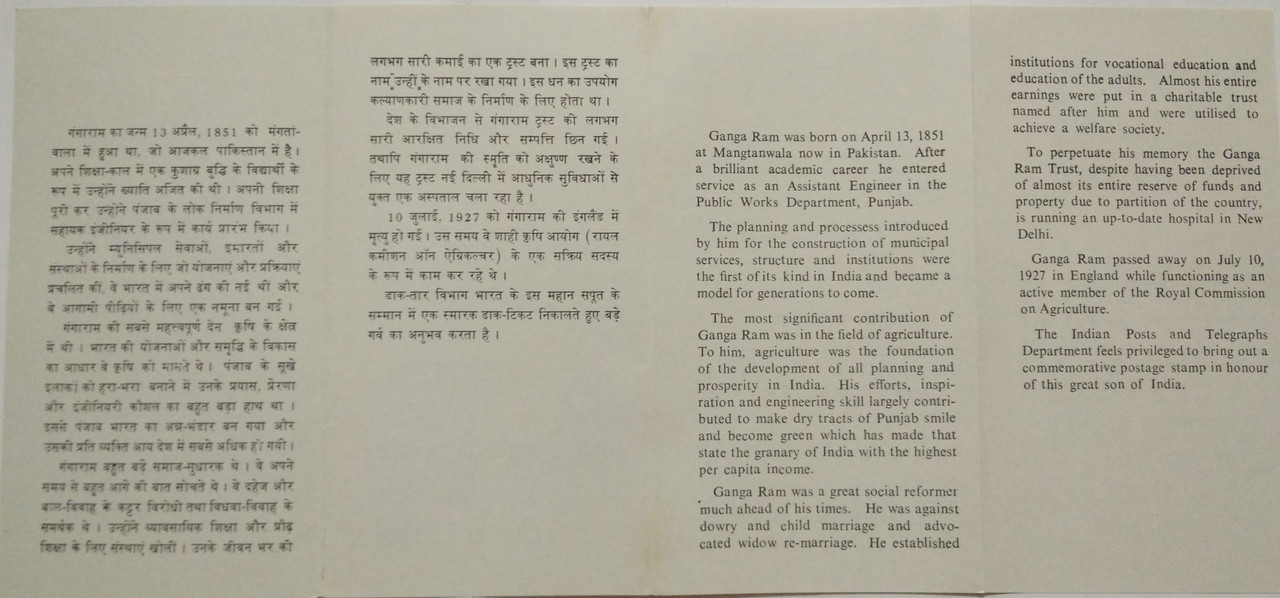 गंगाराम का जन्म 13 अप्रैल, 1851 को मंगतां-
वाला में हुआ था, जो आजकल पाकिस्तान में है।
अपने शिक्षा-काल में एक कुशाग्र बुद्धि के विद्यार्थी के
रूप में उन्होंने ख्याति अर्जित की थी। अपनी शिक्षा
पूरी कर उन्होंने पंजाब के लोक निर्माण विभाग में
सहायक इंजीनियर के रूप में कार्य प्रारंभ किया।
उन्होंने म्युनिसिपल सेवाओं, इमारतों और
संस्थाओं के निर्माण के लिए जो योजनाएं और प्रक्रियाएं
प्रचलित कीं, वे भारत में अपने ढंग की नई थीं और
वे आगामी पीढ़ियों के लिए एक नमूना बन गई।
गंगाराम की सबसे महत्त्वपूर्ण देन कृषि के क्षेत्र
में थी। भारत की योजनाओं और समृद्धि के विकास
का आधार वे कृषि को मानते थे। पंजाब के सूखे
इलाकों को हरा-भरा बनाने में उनके प्रयास, प्रेरणा
और इंजीनियरी कौशल का बहुत बड़ा हाथ था।
इससे पंजाब भारत का अन्न-भंडार बन गया और
उसकी प्रति व्यक्ति आय देश में सबसे अधिक हो गयी।
गंगाराम बहुत बड़े समाज-सुधारक थे। वे अपने
समय से बहुत आगे की बात सोचते थे। वे दहेज और
बाल-विवाह के कट्टर विरोधी तथा विधवा-विवाह के
समर्थक थे। उन्होंने व्यावसायिक शिक्षा और प्रौढ़
शिक्षा के लिए संस्थाएं खोलीं। उनके जीवन भर की
लगभग सारी कमाई का एक ट्रस्ट बना। इस ट्रस्ट का
नाम उन्हीं के नाम पर रखा गया। इस धन का उपयोग
कल्याणकारी समाज के निर्माण के लिए होता था।
देश के विभाजन से गंगाराम ट्रस्ट की लगभग
सारी आरक्षित निधि और सम्पत्ति छिन गई।
तथापि गंगाराम की स्मृति को अक्षुण्ण रखने के
लिए यह ट्रस्ट नई दिल्ली में आधुनिक सुविधाओं से
युक्त एक अस्पताल चला रहा है।
10 जुलाई, 1927 को गंगाराम की इंगलैंड में
मृत्यु हो गई। उस समय वे शाही कृषि आयोग (रायल
कमीशन ऑन ऐग्रिकल्चर) के एक सक्रिय सदस्य
के रूप में काम कर रहे थे।
डाक-तार विभाग भारत के इस महान सपूत के
सम्मान में एक स्मारक डाक-टिकट निकालते हुए बड़े
गर्व का अनुभव करता है।
Ganga Ram was born on April 13, 1851
at Mangtanwala now in Pakistan. After
a brilliant academic career he entered
service as an Assistant Engineer in the
Public Works Department, Punjab.
The planning and processess introduced
by him for the construction of municipal
services, structure and institutions were
the first of its kind in India and became a
model for generations to come.
The most significant contribution of
Ganga Ram was in the field of agriculture.
To him, agriculture was the foundation
of the development of all planning and
prosperity in India. His efforts, inspi-
ration and engineering skill largely contri-
buted to make dry tracts of Punjab smile
and become green which has made that
state the granary of India with the highest
per capita income.
Ganga Ram was a great social reformer
much ahead of his times. He was against
dowry and child marriage and advo-
cated widow re-marriage. He established
institutions for vocational education and
education of the adults. Almost his entire
earnings were put in a charitable trust
named after him and were utilised to
achieve a welfare society.
To perpetuate his memory the Ganga
Ram Trust, despite having been deprived
of almost its entire reserve of funds and
property due to partition of the country,
is running an up-to-date hospital in New
Delhi.
Ganga Ram passed away on July 10,
1927 in England while functioning as an
active member of the Royal Commission
on Agriculture.
The Indian Posts and Telegraphs
Department feels privileged to bring out a
commemorative postage stamp in honour
of this great son of India.